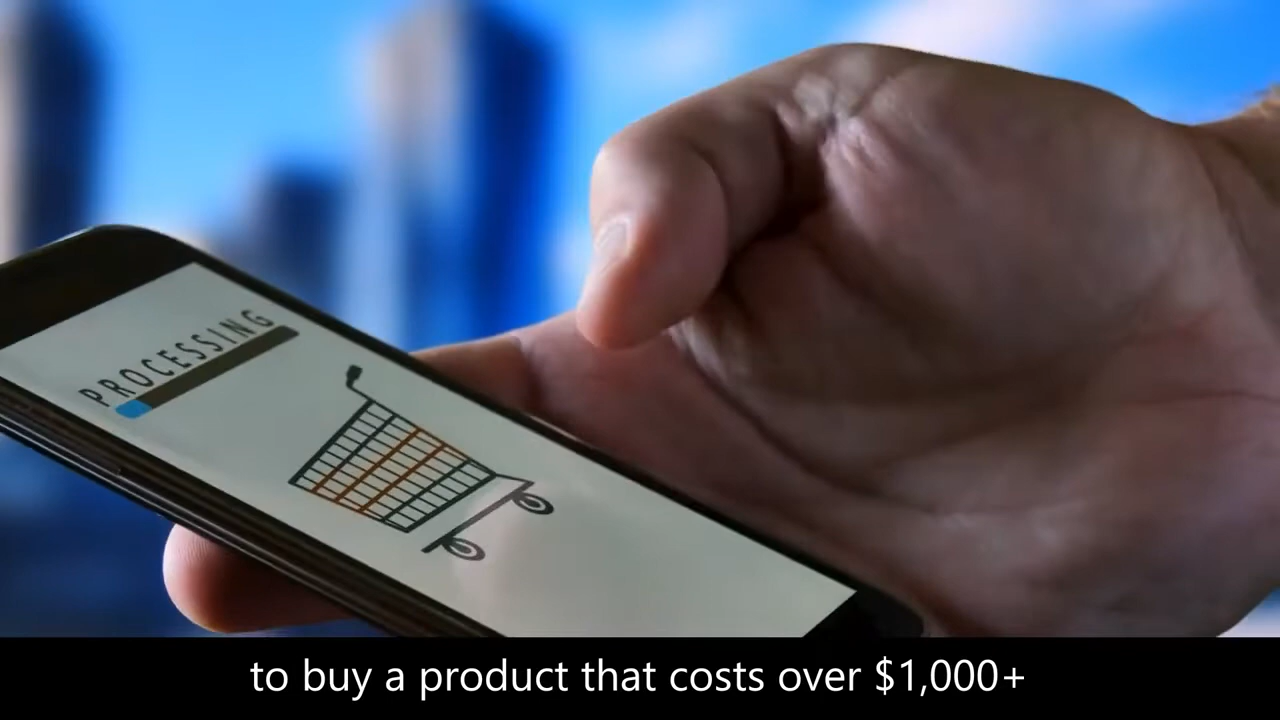 PROCESSING
to buy a product that costs over $1,000+